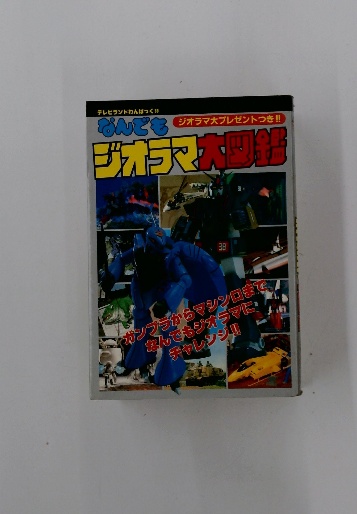 テレビランドわんぱっく
なんでも
ジオラマ大プレゼントつき!!
ジオラマ大図鑑
ガンプラからマシンロまで
なんでもジオラマに
チャレンジ!!